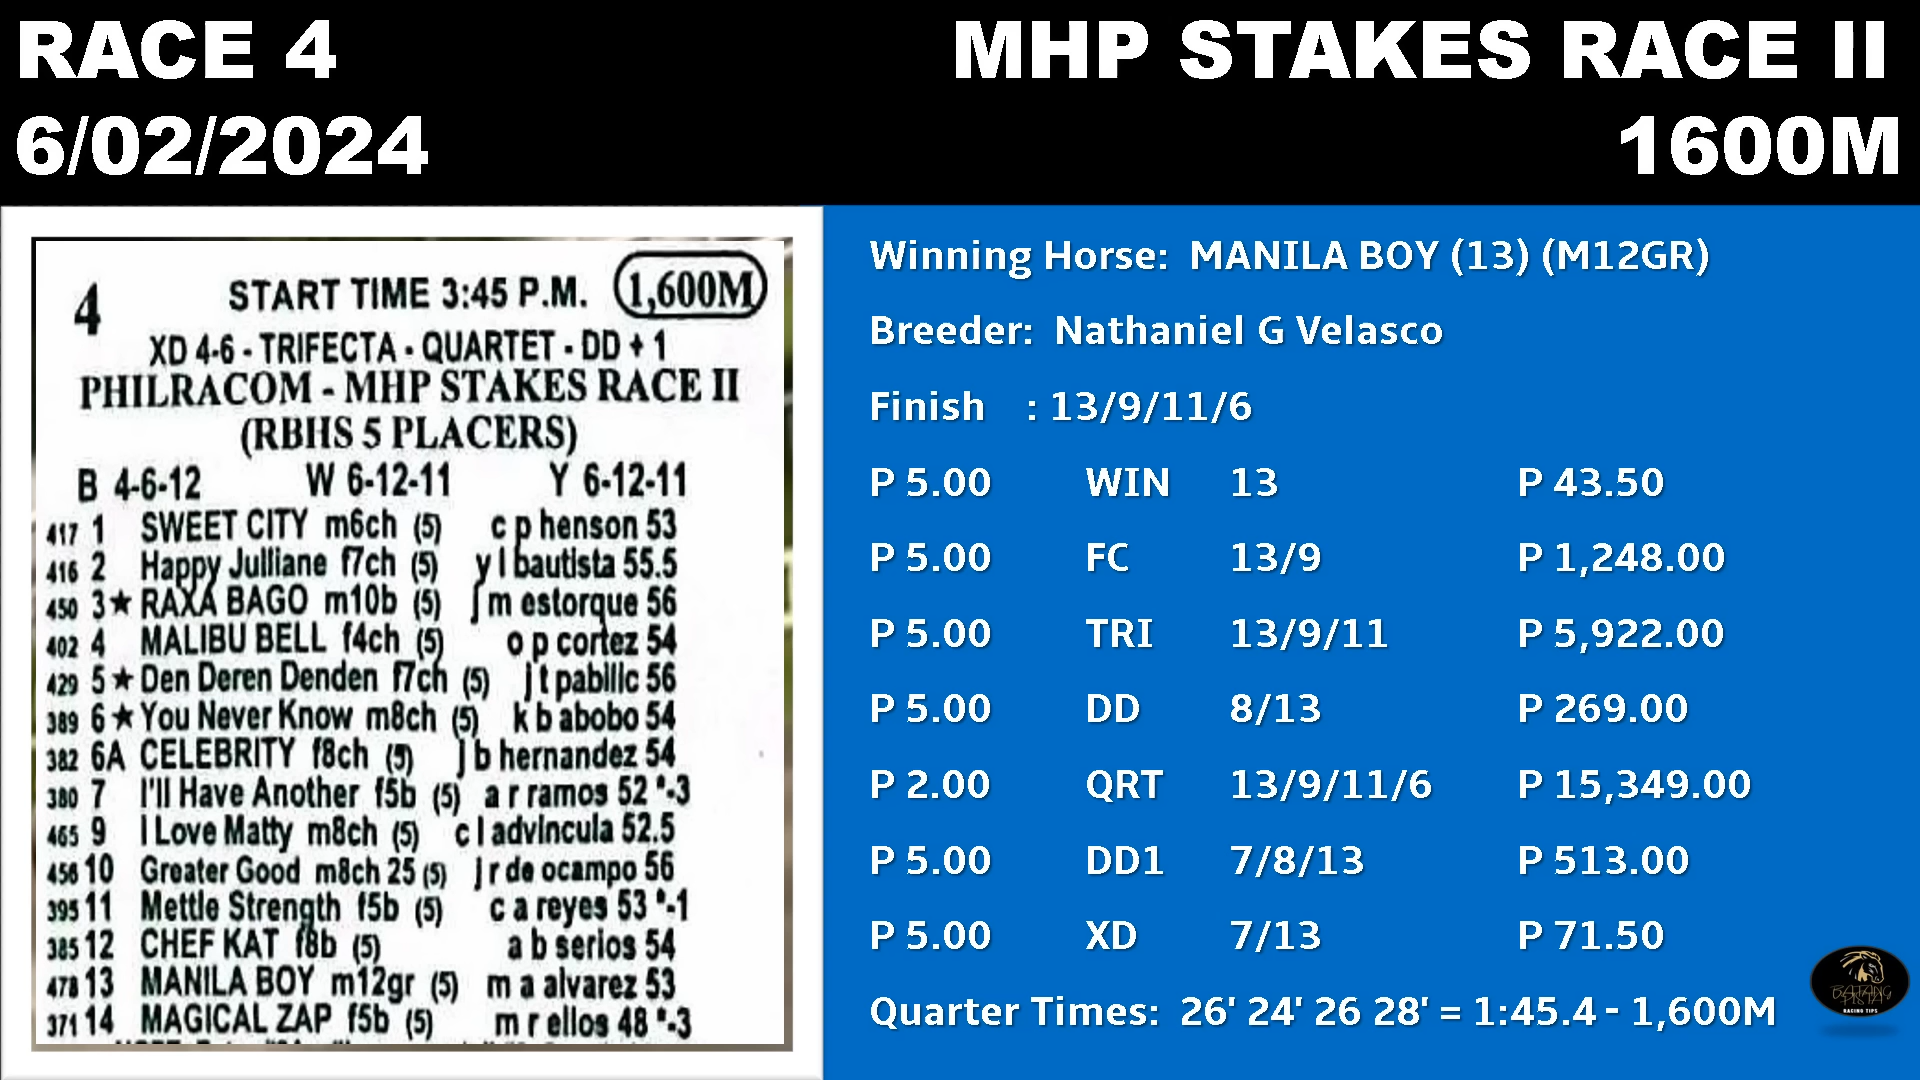 RACE 4
6/02/2024
MHP STAKES RACE II
1600M
4 START TIME 3:45 P.M. 1,600M
XD 4-6 - TRIFECTA - QUARTET - DD + 1
PHILRACOM - MHP STAKES RACE II
(RBHS 5 PLACERS)
B 4-6-12 W 6-12-11 Y 6-12-11
417 1 SWEET CITY m6ch (5) c p henson 53
416 2 Happy Julliane f7ch (5) y l bautista 55.5
450 3★ RAXA BAGO m10b (5) j m estorque 56
402 4 MALIBU BELL f4ch (5) o p cortez 54
429 5★ Den Deren Denden f7ch (5) j t pabilic 56
389 6★ You Never Know m8ch (5) k b abobo 54
382 6A CELEBRITY f8ch (5) j b hernandez 54
380 7 I'll Have Another f5b (5) a r ramos 52 *-3
465 9 I Love Matty m8ch (5) c l advincula 52.5
456 10 Greater Good m8ch 25 (5) j r de ocampo 56
395 11 Mettle Strength f5b (5) c a reyes 53 *-1
385 12 CHEF KAT f8b (5) a b serios 54
478 13 MANILA BOY m12gr (5) m a alvarez 53
371 14 MAGICAL ZAP f5b (5) m r ellos 48 *-3
Winning Horse: MANILA BOY (13) (M12GR)
Breeder: Nathaniel G Velasco
Finish : 13/9/11/6
P 5.00 WIN 13 P 43.50
P 5.00 FC 13/9 P 1,248.00
P 5.00 TRI 13/9/11 P 5,922.00
P 5.00 DD 8/13 P 269.00
P 2.00 QRT 13/9/11/6 P 15,349.00
P 5.00 DD1 7/8/13 P 513.00
P 5.00 XD 7/13 P 71.50
Quarter Times: 26' 24' 26 28' = 1:45.4 - 1,600M
BATANG
PISTA
RACING TIPS